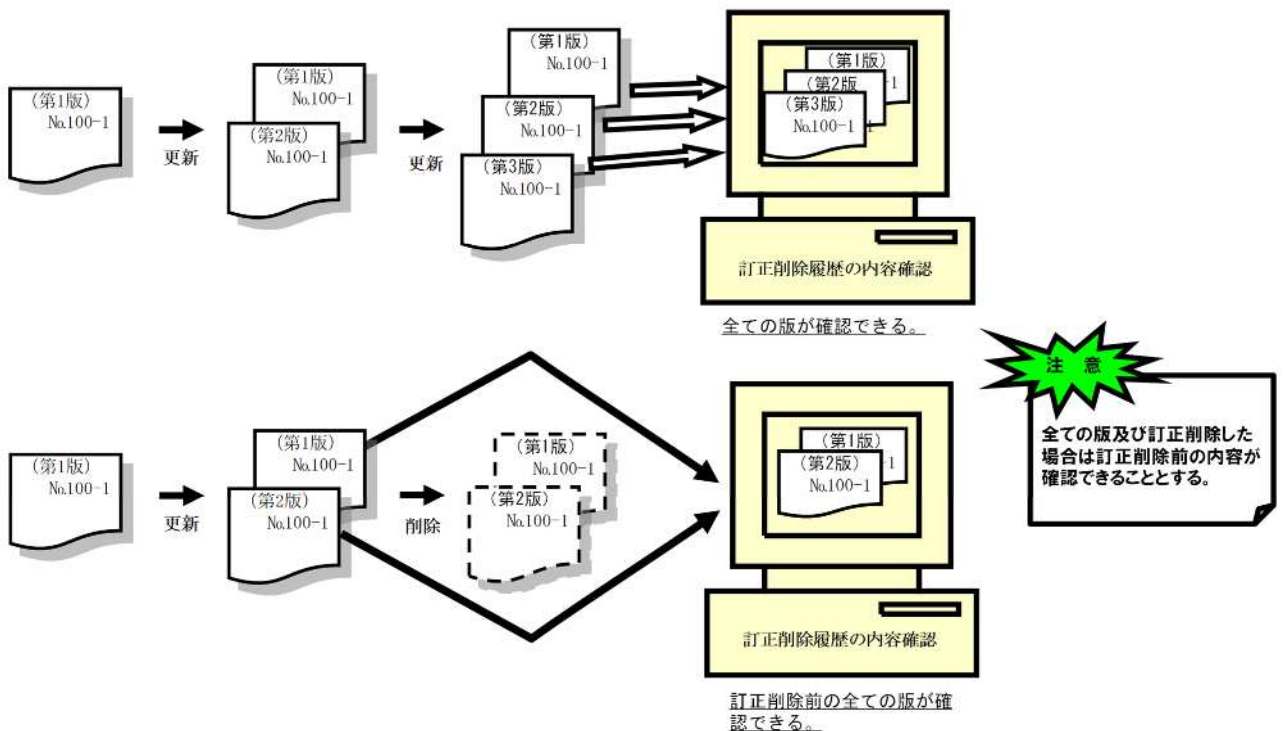 (第1版)
No.100-1
更新
(第1版)
No.100-1
(第2版)
No.100-1
更新
(第1版)
No.100-1
(第2版)
No.100-1
(第3版)
No.100-1
(第1版)
-1
(第2版
1
(第3版)
No.100-1
訂正削除履歴の内容確認
全ての版が確認できる。
注 意
全ての版及び訂正削除した
場合は訂正削除前の内容が
確認できることとする。
(第1版)
No.100-1
更新
(第1版)
No.100-1
(第2版)
No.100-1
削除
(第1版)
No.100-1
(第2版)
No.100-1
(第1版)
-1
(第2版)
No.100-1
訂正削除履歴の内容確認
訂正削除前の全ての版が確
認できる。